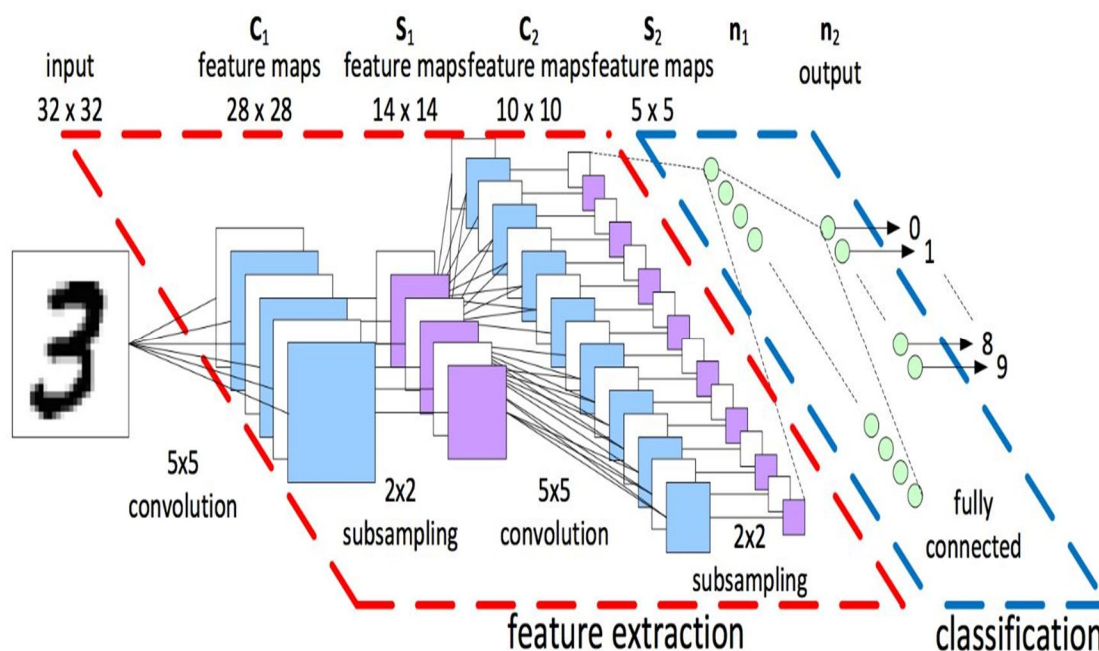 C1
feature maps
28 x 28
S1
feature maps
14 x 14
C2
feature maps
10 x 10
S2
feature maps
5 x 5
n1
n2
output
input
32 x 32
3
0
1
8
9
5x5
convolution
2x2
subsampling
5x5
convolution
2x2
subsampling
fully
connected
feature extraction
classification